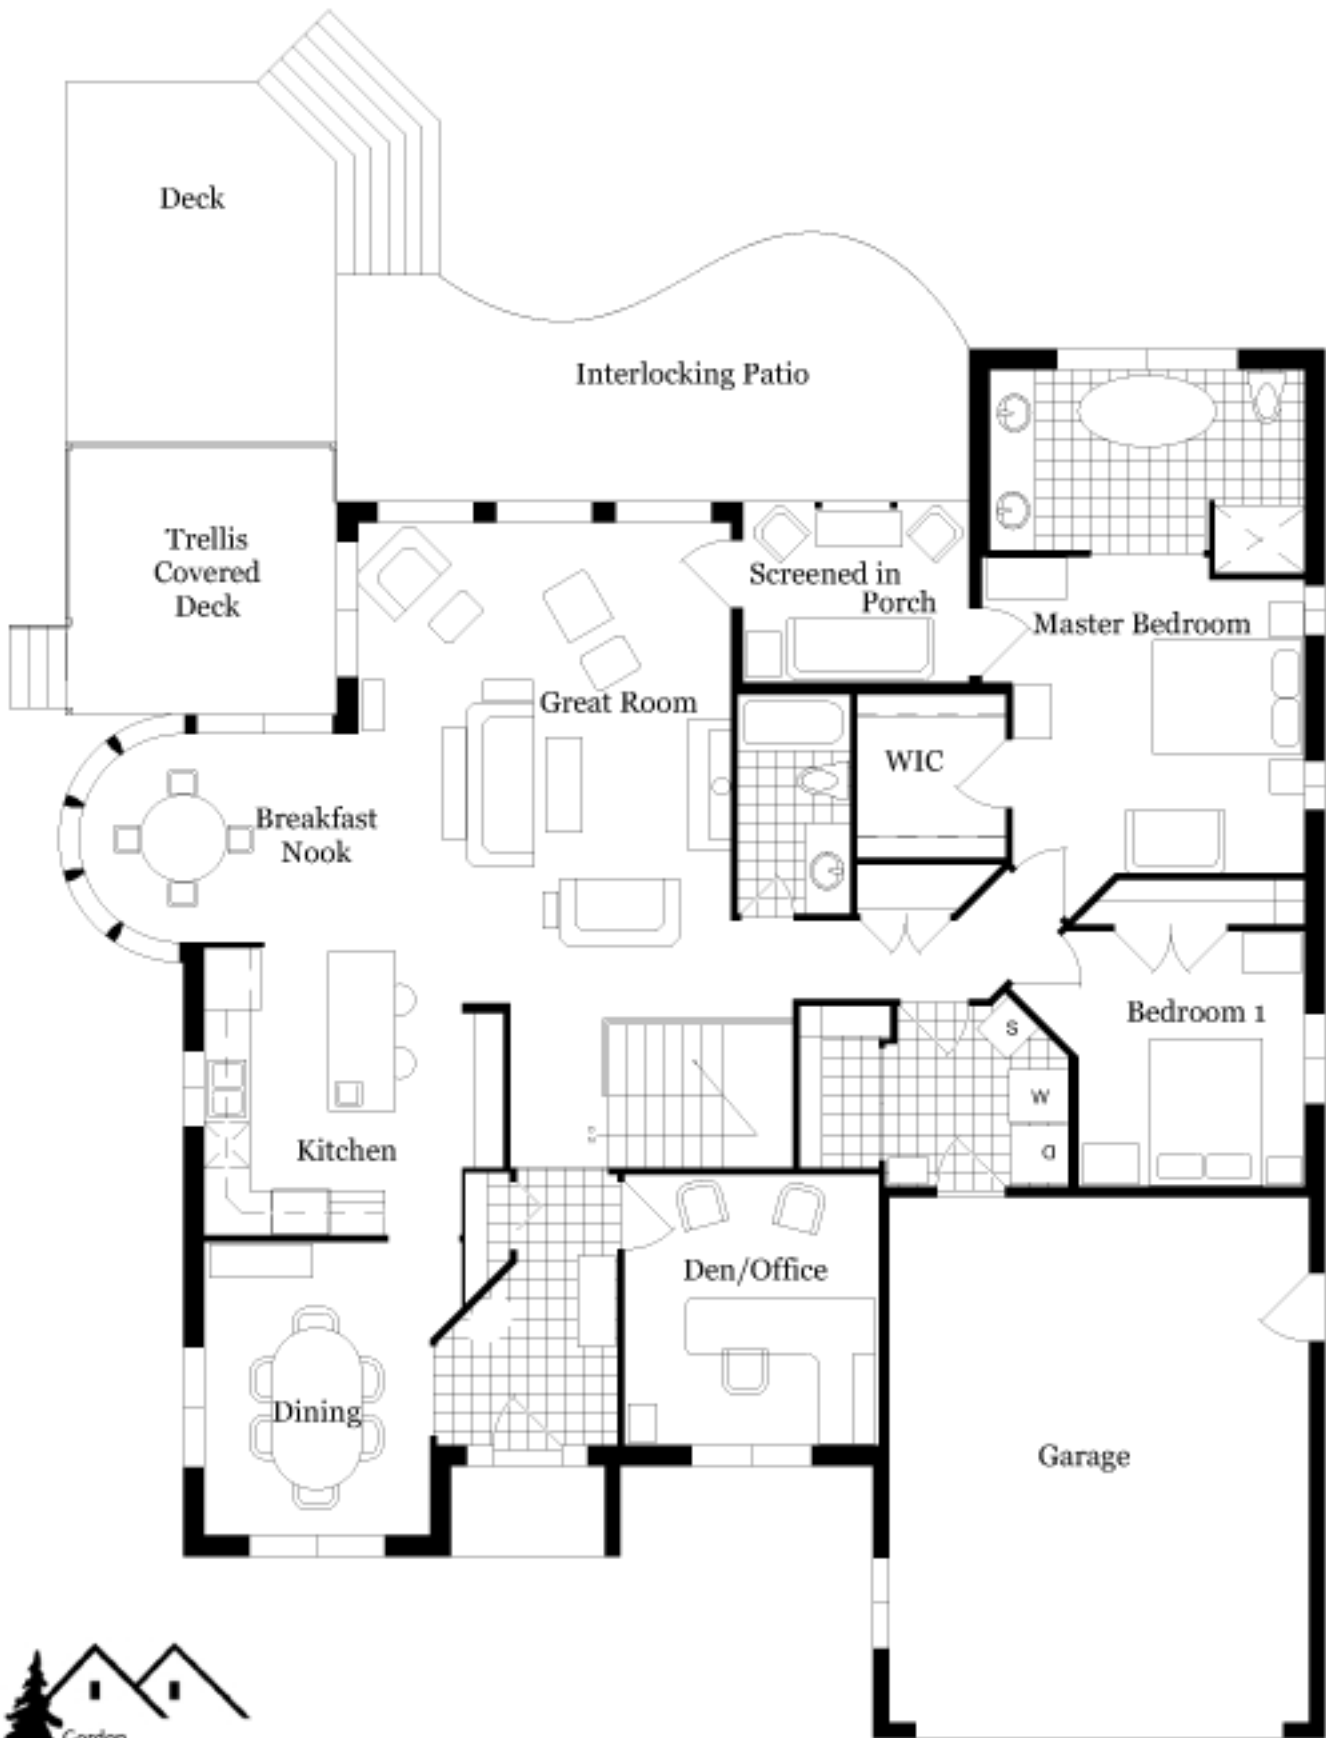 Deck
Interlocking Patio
Trellis
Covered
Deck
Screened in
Porch
Master Bedroom
Great Room
WIC
Breakfast
Nook
Bedroom 1
S
W
D
Kitchen
Den/Office
Dining
Garage